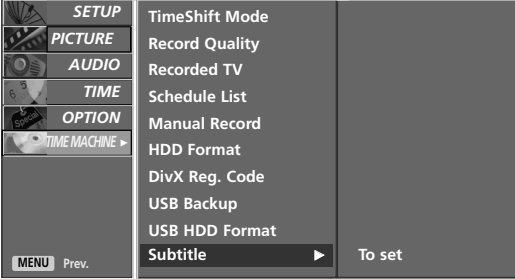 SETUP
PICTURE
AUDIO
TIME
OPTION
TIME MACHINE ►
MENU Prev.
TimeShift Mode
Record Quality
Recorded TV
Schedule List
Manual Record
HDD Format
DivX Reg. Code
USB Backup
USB HDD Format
Subtitle ► To set